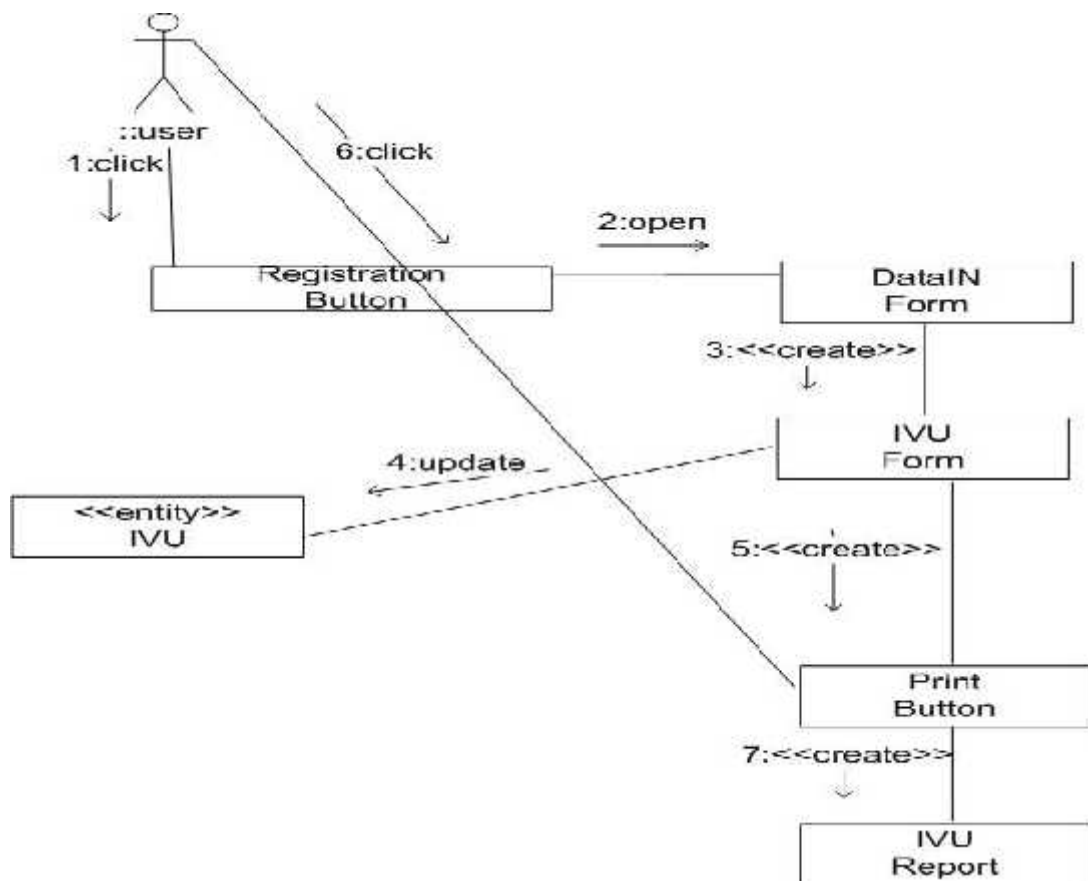 ::user
1:click
6:click
2:open
Registration
Button
DataIN
Form
3:<<create>>
IVU
Form
4:update
<<entity>>
IVU
5:<<create>>
Print
Button
7:<<create>>
IVU
Report